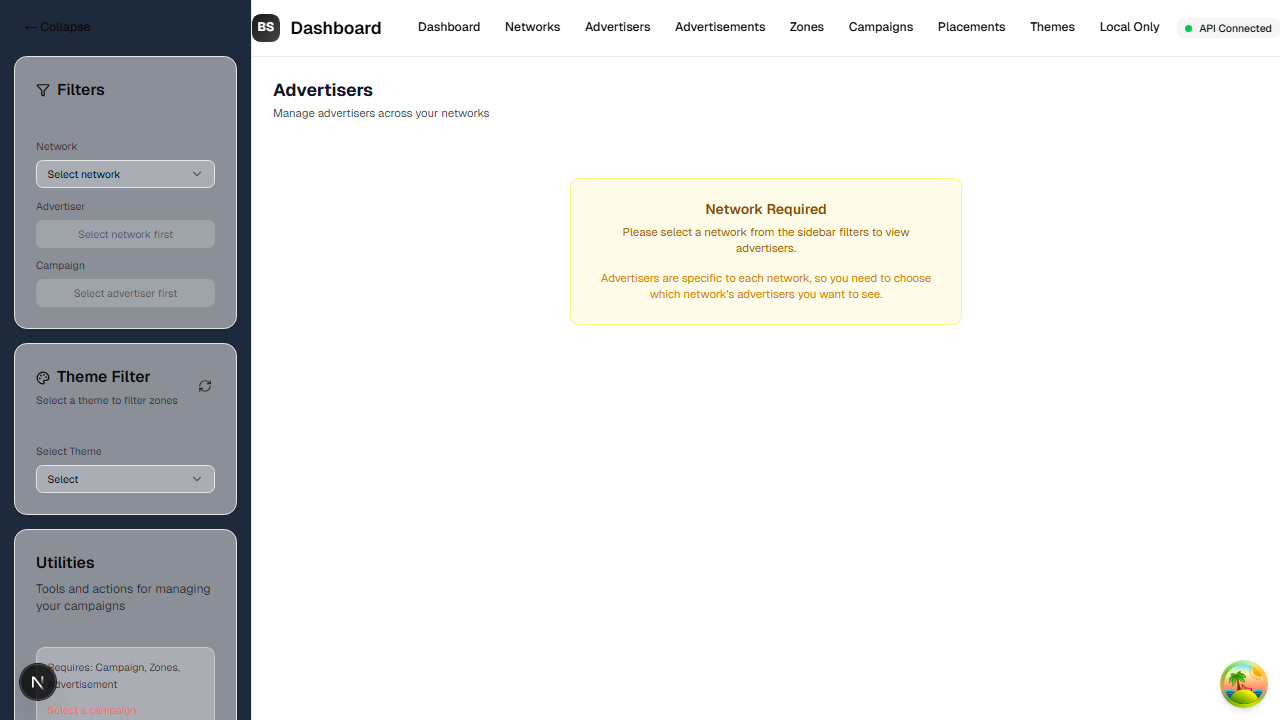 ← Collapse
BS
Dashboard
Dashboard
Networks
Advertisers
Advertisements
Zones
Campaigns
Placements
Themes
Local Only
API Connected
Filters
Network
Select network
Advertiser
Select network first
Campaign
Select advertiser first
Theme Filter
Select a theme to filter zones
Select Theme
Select
Utilities
Tools and actions for managing
your campaigns
Requires: Campaign, Zones,
Advertisement
Select a campaign
N
Advertisers
Manage advertisers across your networks
Network Required
Please select a network from the sidebar filters to view
advertisers.
Advertisers are specific to each network, so you need to choose
which network's advertisers you want to see.